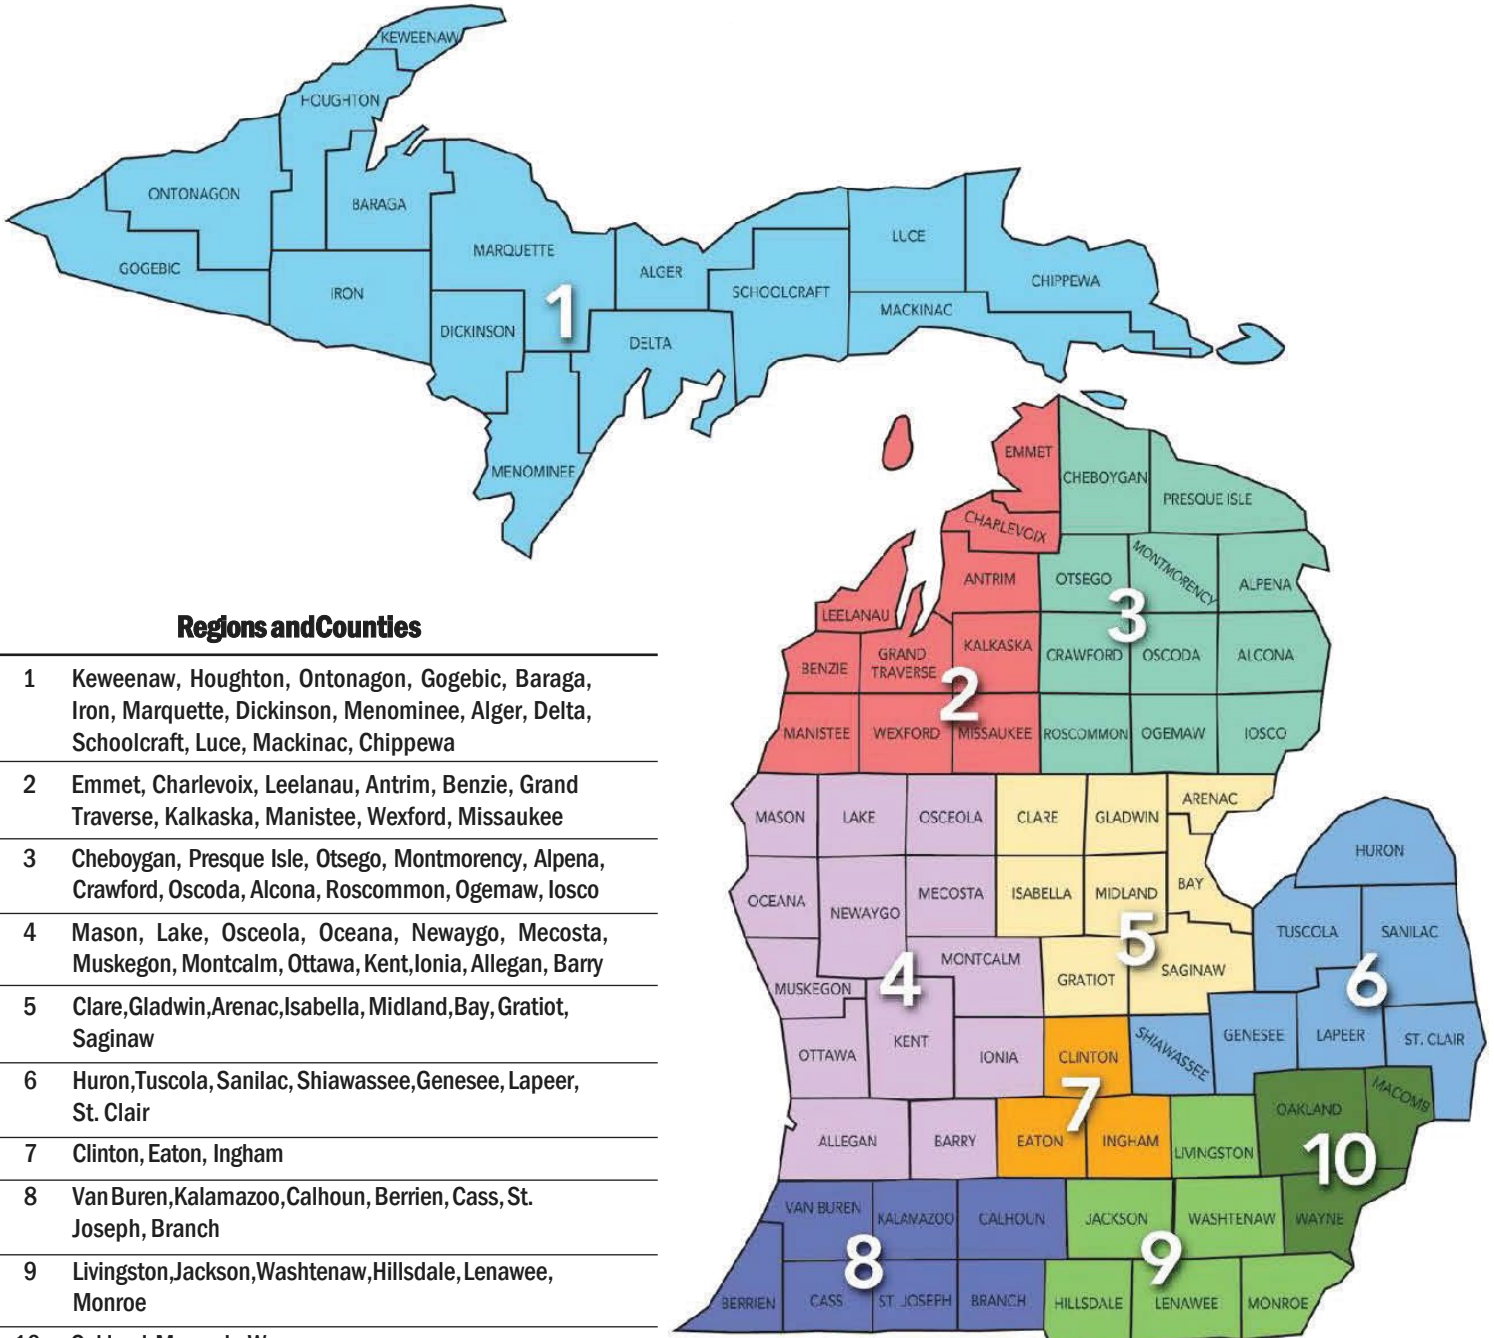 KEWEENAW
HOUGHTON
ONTONAGON
BARAGA
GOGEBIC
IRON
MARQUETTE
DICKINSON
1
ALGER
DELTA
MENOMINEE
SCHOOLCRAFT
LUCE
MACKINAC
CHIPPEWA
EMMET
CHEBOYGAN
PRESQUE ISLE
CHARLEVOIX
ANTRIM
OTSEGO
MONTMORENCY
ALPENA
3
LEELANAU
BENZIE
GRAND
TRAVERSE
KALKASKA
CRAWFORD
OSCODA
ALCONA
2
MANISTEE
WEXFORD
MISSAUKEE
ROSCOMMON
OGEMAW
IOSCO
MASON
LAKE
OSCEOLA
CLARE
GLADWIN
ARENAC
HURON
OCEANA
NEWAYGO
MECOSTA
ISABELLA
MIDLAND
BAY
5
TUSCOLA
SANILAC
MUSKEGON
4
MONTCALM
GRATIOT
SAGINAW
6
OTTAWA
KENT
IONIA
CLINTON
SHIAWASSEE
GENESEE
LAPEER
ST. CLAIR
7
ALLEGAN
BARRY
EATON
INGHAM
LIVINGSTON
OAKLAND
MACOMB
10
VAN BUREN
KALAMAZOO
CALHOUN
JACKSON
WASHTENAW
WAYNE
8
9
BERRIEN
CASS
ST. JOSEPH
BRANCH
HILLSDALE
LENAWEE
MONROE
Regions and Counties
1 Keweenaw, Houghton, Ontonagon, Gogebic, Baraga,
Iron, Marquette, Dickinson, Menominee, Alger, Delta,
Schoolcraft, Luce, Mackinac, Chippewa
2 Emmet, Charlevoix, Leelanau, Antrim, Benzie, Grand
Traverse, Kalkaska, Manistee, Wexford, Missaukee
3 Cheboygan, Presque Isle, Otsego, Montmorency, Alpena,
Crawford, Oscoda, Alcona, Roscommon, Ogemaw, Iosco
4 Mason, Lake, Osceola, Oceana, Newaygo, Mecosta,
Muskegon, Montcalm, Ottawa, Kent,Ionia, Allegan, Barry
5 Clare,Gladwin,Arenac,Isabella, Midland,Bay, Gratiot,
Saginaw
6 Huron,Tuscola, Sanilac, Shiawassee,Genesee, Lapeer,
St. Clair
7 Clinton, Eaton, Ingham
8 Van Buren,Kalamazoo,Calhoun, Berrien, Cass, St.
Joseph, Branch
9 Livingston,Jackson,Washtenaw,Hillsdale, Lenawee,
Monroe